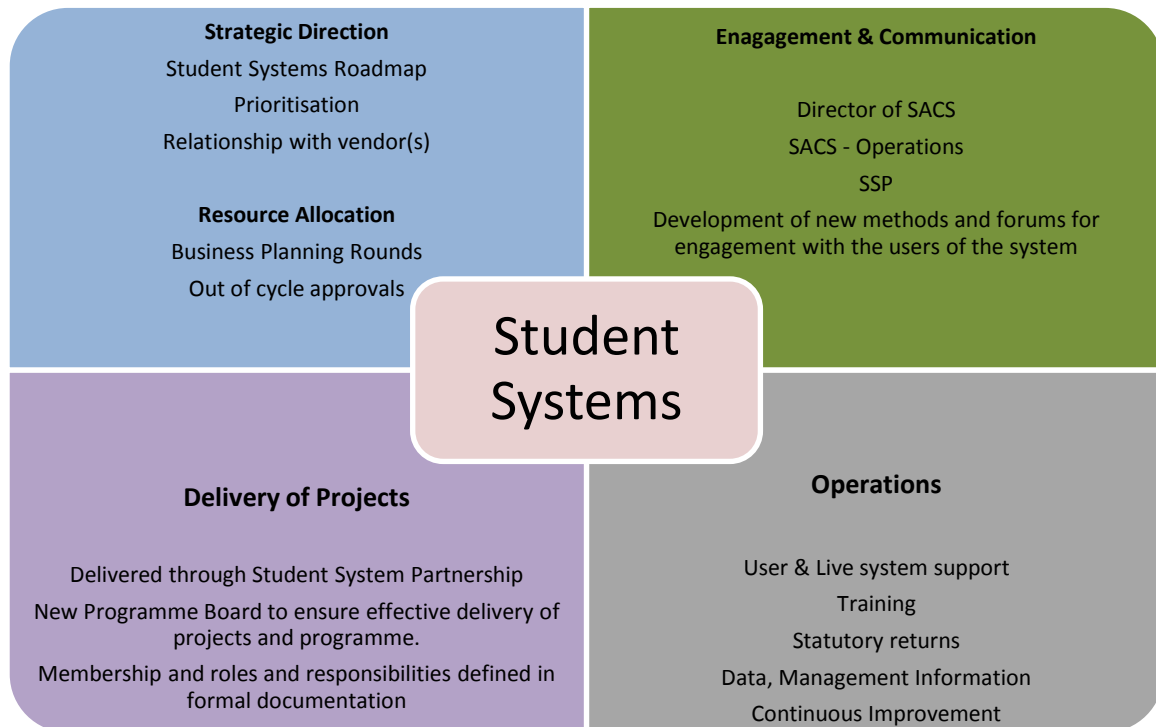 Strategic Direction
Student Systems Roadmap
Prioritisation
Relationship with vendor(s)
Resource Allocation
Business Planning Rounds
Out of cycle approvals
Enagagement & Communication
Director of SACS
SACS - Operations
SSP
Development of new methods and forums for
engagement with the users of the system
Student
Systems
Delivery of Projects
Delivered through Student System Partnership
New Programme Board to ensure effective delivery of
projects and programme.
Membership and roles and responsibilities defined in
formal documentation
Operations
User & Live system support
Training
Statutory returns
Data, Management Information
Continuous Improvement